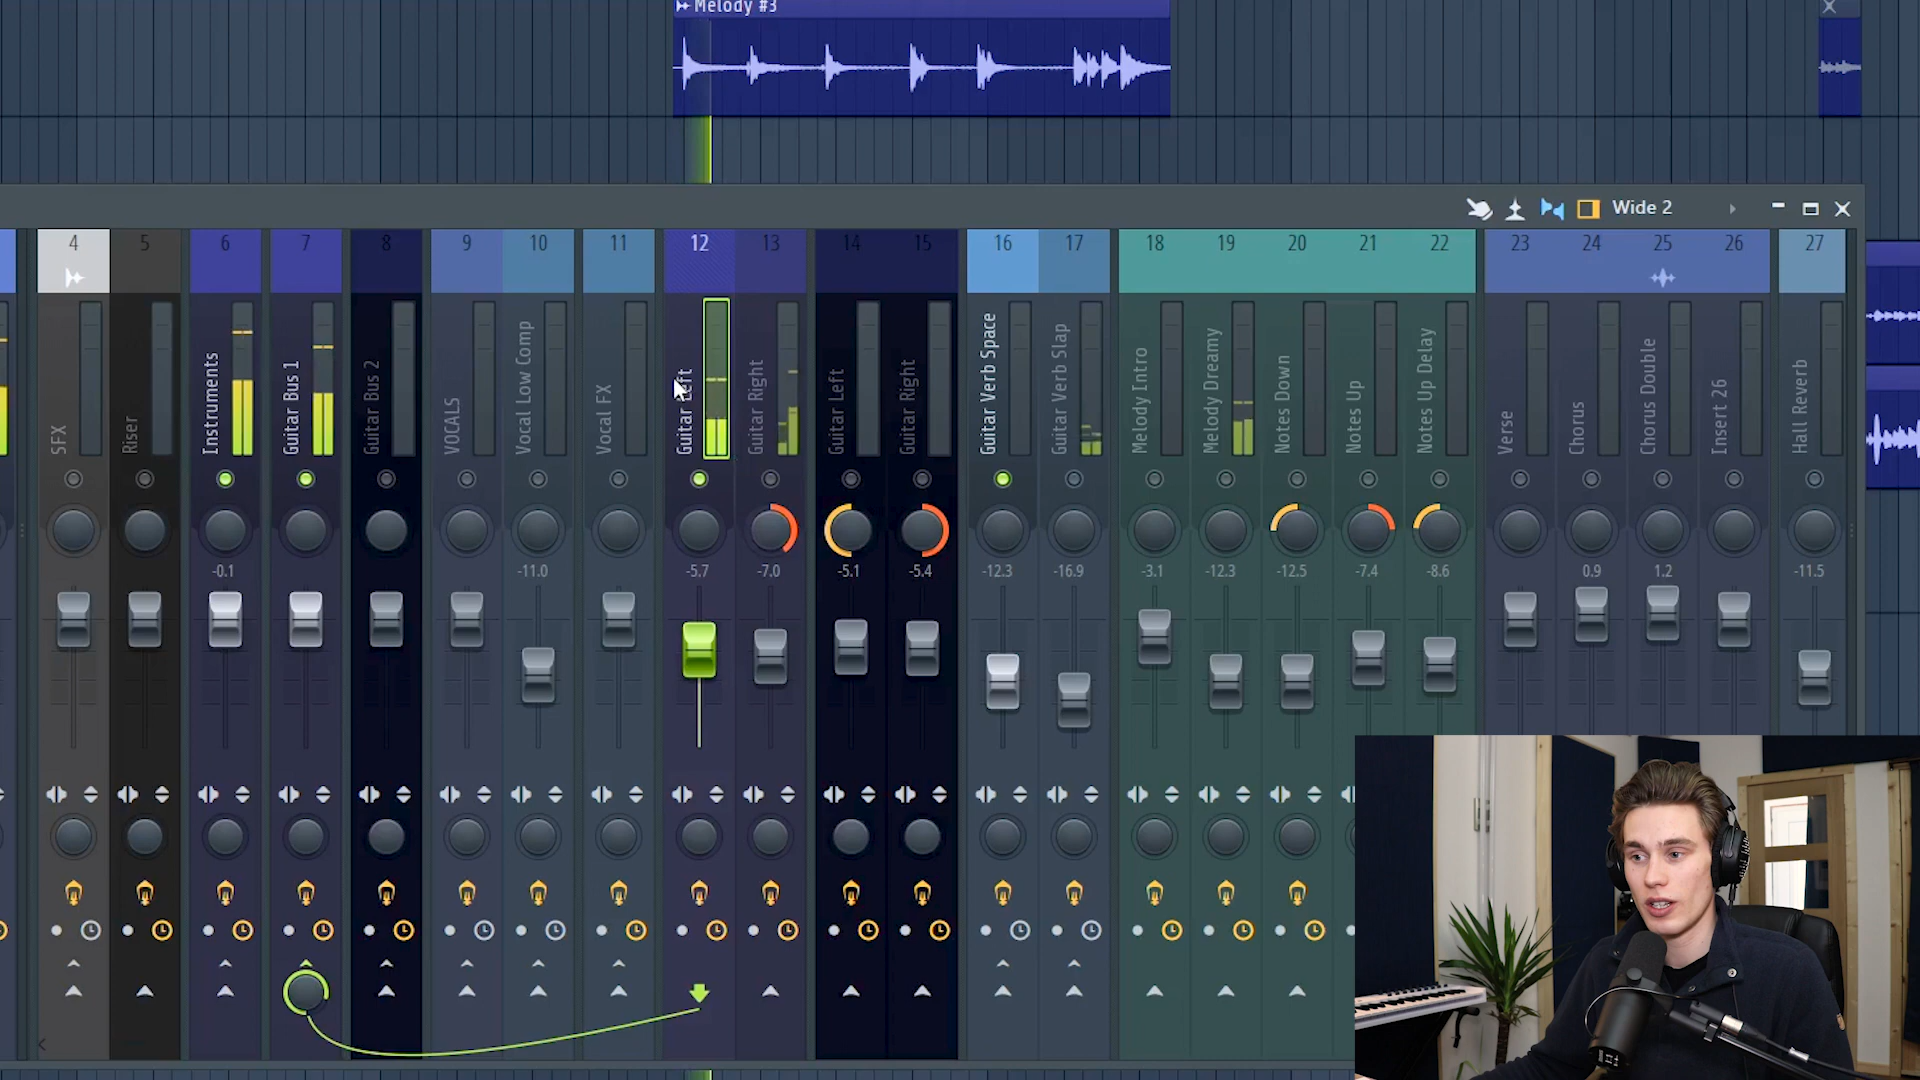 Melody #3
Wide 2
4 5 6 7 8 9 10 11 12 13 14 15 16 17 18 19 20 21 22 23 24 25 26 27
SFX
Riser
Instruments
Guitar Bus 1
Guitar Bus 2
VOCALS
Vocal Low Comp
Vocal FX
Guitar Left
Guitar Right
Guitar Left
Guitar Right
Guitar Verb Space
Guitar Verb Slap
Melody Intro
Melody Dreamy
Notes Down
Notes Up
Notes Up Delay
Verse
Chorus
Chorus Double
Insert 26
Hall Reverb
-0.1 -11.0 -5.7 -7.0 -5.1 -5.4 -12.3 -16.9 -3.1 -12.3 -12.5 -7.4 -8.6 0.9 1.2 -11.5